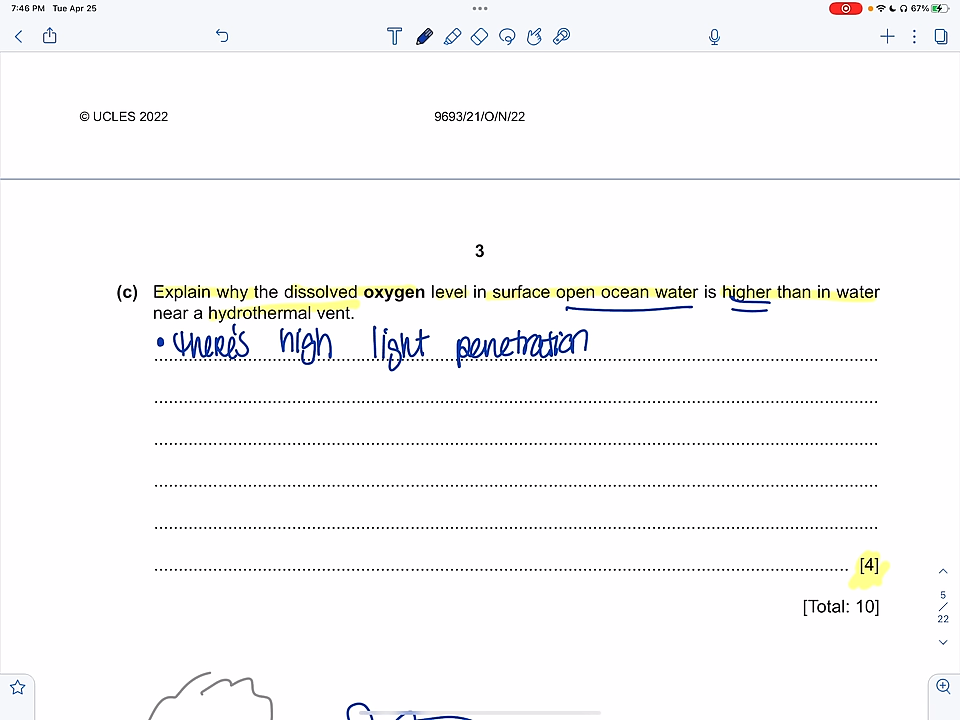 7:46 PM Tue Apr 25
67%
T
© UCLES 2022
9693/21/O/N/22
3
(c) Explain why the dissolved oxygen level in surface open ocean water is higher than in water
near a hydrothermal vent.
• there's high light penetration
[4]
[Total: 10]
5
/
22